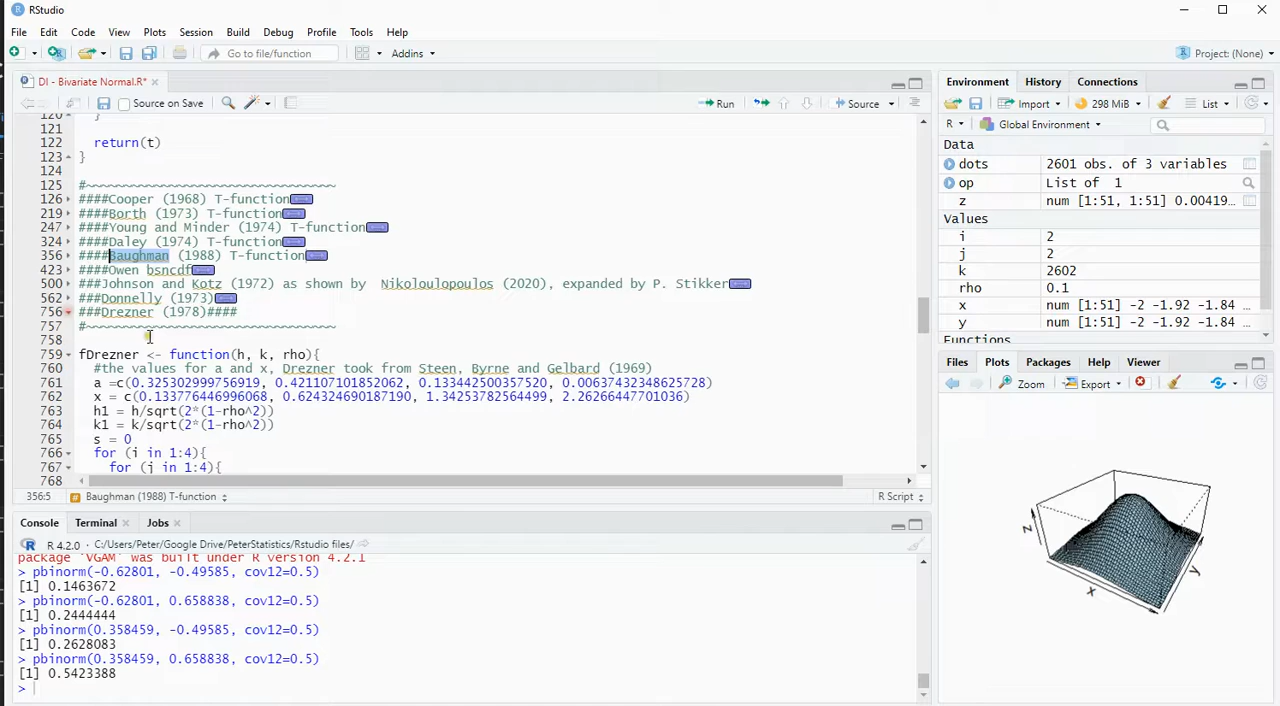 RStudio
File Edit Code View Plots Session Build Debug Profile Tools Help
Go to file/function Addins Project: (None)
DI - Bivariate Normal.R*
Source on Save Run Source
120 }
121
122 return(t)
123 }
124
125 #~~~~~~~~~~~~~~~~~~~~~~~~~~~~~~~~~~
126 ####Cooper (1968) T-function
219 ####Borth (1973) T-function
247 ####Young and Minder (1974) T-function
324 ####Daley (1974) T-function
356 ####Baughman (1988) T-function
423 ####Owen bsncdf
500 ###Johnson and Kotz (1972) as shown by Nikoloulopoulos (2020), expanded by P. Stikker
562 ###Donnelly (1973)
756 ###Drezner (1978)####
757 #~~~~~~~~~~~~~~~~~~~~~~~~~~~~~~~~~~
758
759 fDrezner <- function(h, k, rho){
760 #the values for a and x, Drezner took from Steen, Byrne and Gelbard (1969)
761 a =c(0.325302999756919, 0.421107101852062, 0.133442500357520, 0.00637432348625728)
762 x = c(0.133776446996068, 0.624324690187190, 1.34253782564499, 2.26266447701036)
763 h1 = h/sqrt(2*(1-rho^2))
764 k1 = k/sqrt(2*(1-rho^2))
765 s = 0
766 for (i in 1:4){
767 for (j in 1:4){
768
356:5 Baughman (1988) T-function R Script
Console Terminal Jobs
R 4.2.0 · C:/Users/Peter/Google Drive/PeterStatistics/Rstudio files/
package 'VGAM' was built under R version 4.2.1
> pbinorm(-0.62801, -0.49585, cov12=0.5)
[1] 0.1463672
> pbinorm(-0.62801, 0.658838, cov12=0.5)
[1] 0.2444444
> pbinorm(0.358459, -0.49585, cov12=0.5)
[1] 0.2628083
> pbinorm(0.358459, 0.658838, cov12=0.5)
[1] 0.5423388
>
Environment History Connections
Import 298 MiB List
R Global Environment
Data
dots 2601 obs. of 3 variables
op List of 1
z num [1:51, 1:51] 0.00419...
Values
i 2
j 2
k 2602
rho 0.1
x num [1:51] -2 -1.92 -1.84 ...
y num [1:51] -2 -1.92 -1.84 ...
Functions
Files Plots Packages Help Viewer
Zoom Export
z
x
y